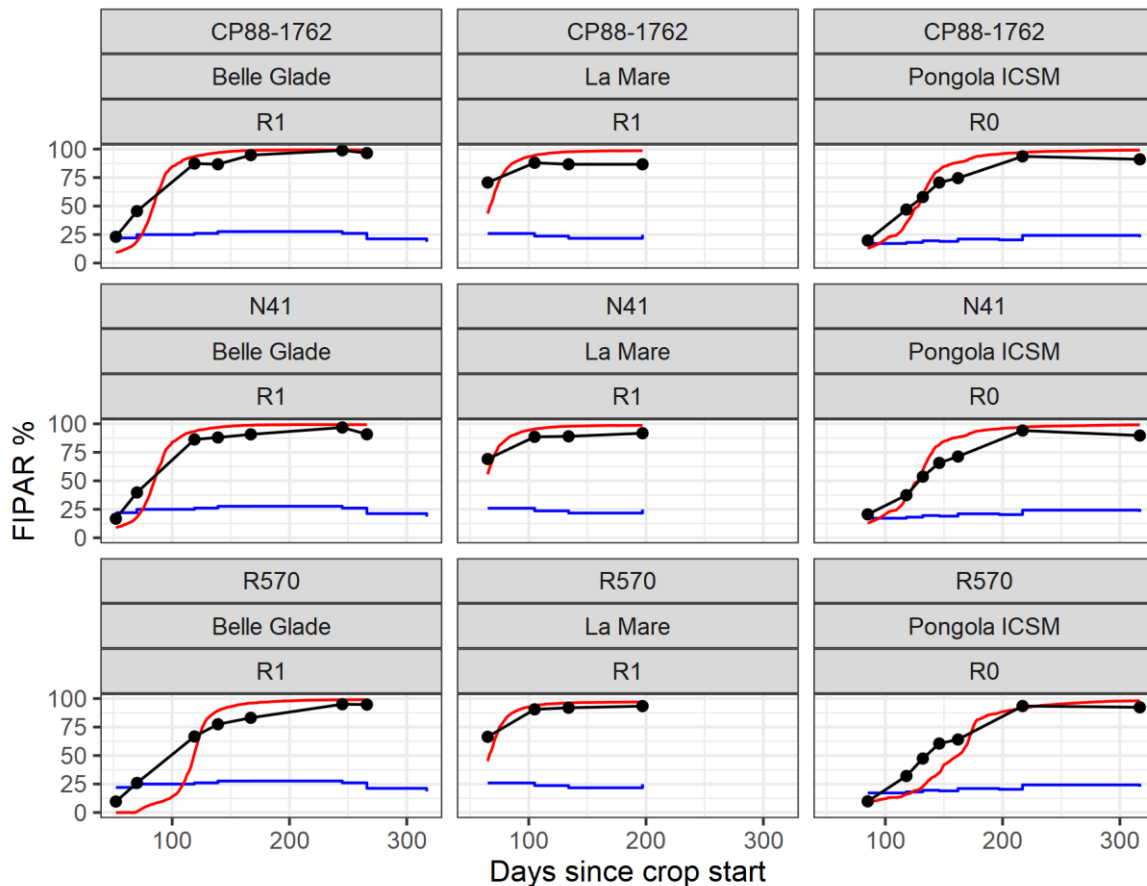 CP88-1762 CP88-1762 CP88-1762
Belle Glade La Mare Pongola ICSM
R1 R1 R0
100
75
50
25
0
N41 N41 N41
Belle Glade La Mare Pongola ICSM
R1 R1 R0
100
75
50
25
0
FIPAR %
R570 R570 R570
Belle Glade La Mare Pongola ICSM
R1 R1 R0
100
75
50
25
0
100 200 300 100 200 300 100 200 300
Days since crop start